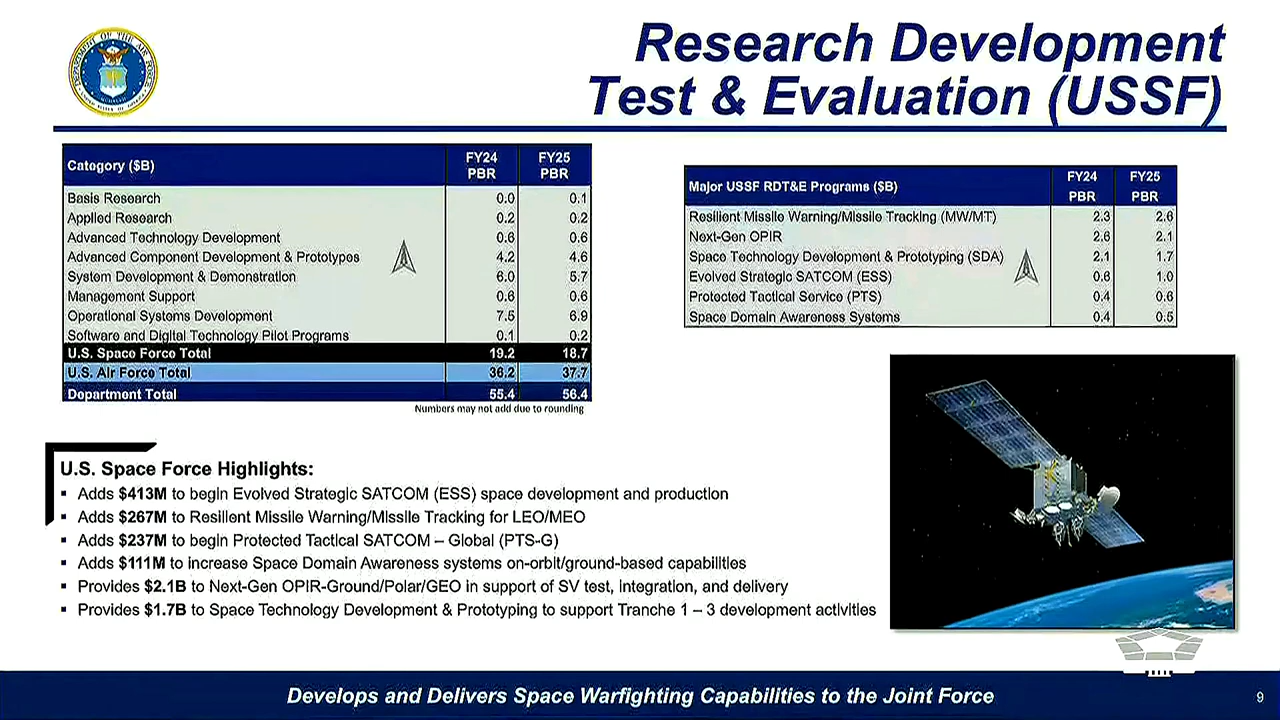 Research Development
Test & Evaluation (USSF)
DEPARTMENT OF THE AIR FORCE
Category ($B) FY24 PBR FY25 PBR
Basis Research 0.0 0.1
Applied Research 0.2 0.2
Advanced Technology Development 0.6 0.6
Advanced Component Development & Prototypes 4.2 4.6
System Development & Demonstration 6.0 5.7
Management Support 0.6 0.6
Operational Systems Development 7.5 6.9
Software and Digital Technology Pilot Programs 0.1 0.2
U.S. Space Force Total 19.2 18.7
U.S. Air Force Total 36.2 37.7
Department Total 55.4 56.4
Numbers may not add due to rounding
Major USSF RDT&E Programs ($B) FY24 PBR FY25 PBR
Resilient Missile Warning/Missile Tracking (MW/MT) 2.3 2.6
Next-Gen OPIR 2.6 2.1
Space Technology Development & Prototyping (SDA) 2.1 1.7
Evolved Strategic SATCOM (ESS) 0.6 1.0
Protected Tactical Service (PTS) 0.4 0.6
Space Domain Awareness Systems 0.4 0.5
U.S. Space Force Highlights:
▪ Adds $413M to begin Evolved Strategic SATCOM (ESS) space development and production
▪ Adds $267M to Resilient Missile Warning/Missile Tracking for LEO/MEO
▪ Adds $237M to begin Protected Tactical SATCOM – Global (PTS-G)
▪ Adds $111M to increase Space Domain Awareness systems on-orbit/ground-based capabilities
▪ Provides $2.1B to Next-Gen OPIR-Ground/Polar/GEO in support of SV test, integration, and delivery
▪ Provides $1.7B to Space Technology Development & Prototyping to support Tranche 1 – 3 development activities
Develops and Delivers Space Warfighting Capabilities to the Joint Force
9